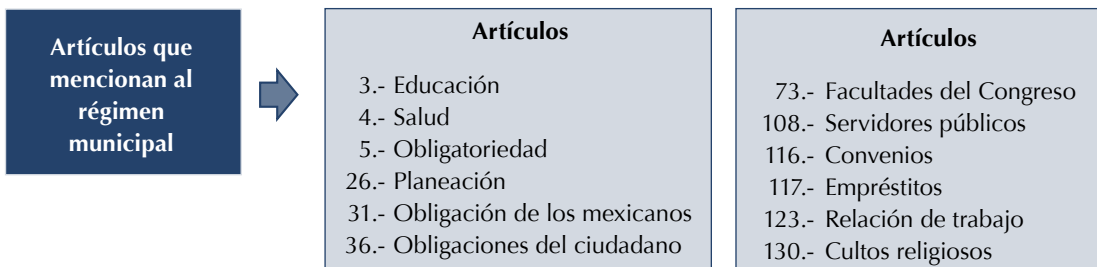 Artículos que
mencionan al
régimen
municipal
Artículos
3.- Educación
4.- Salud
5.- Obligatoriedad
26.- Planeación
31.- Obligación de los mexicanos
36.- Obligaciones del ciudadano
Artículos
73.- Facultades del Congreso
108.- Servidores públicos
116.- Convenios
117.- Empréstitos
123.- Relación de trabajo
130.- Cultos religiosos